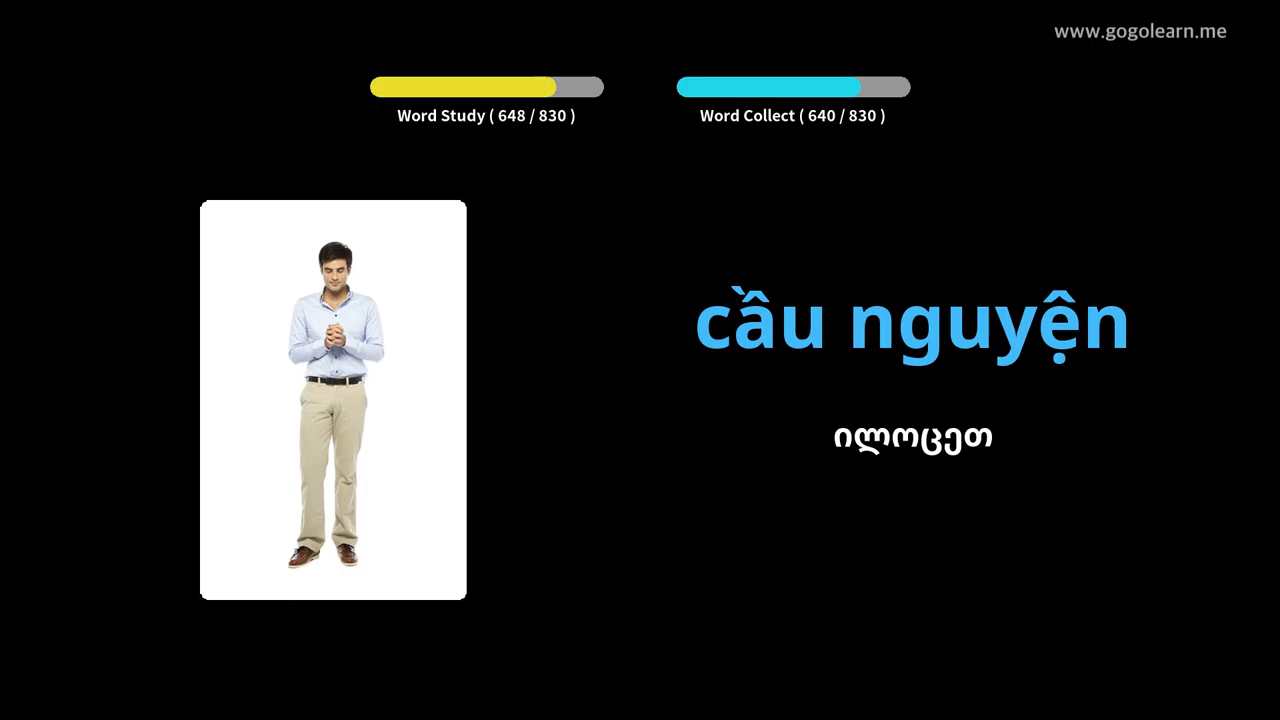 www.gogolearn.me
Word Study ( 648 / 830 )
Word Collect ( 640 / 830 )
cầu nguyện
ილოცეთ